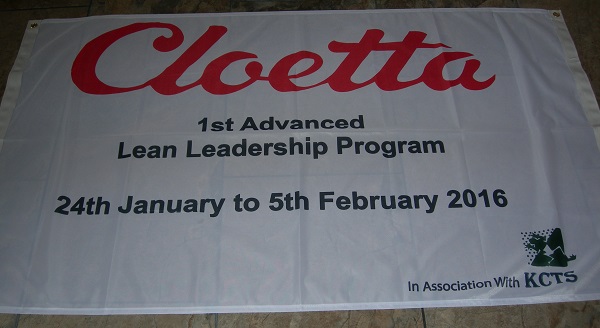 Cloetta
1st Advanced
Lean Leadership Program
24th January to 5th February 2016
In Association With KCTS